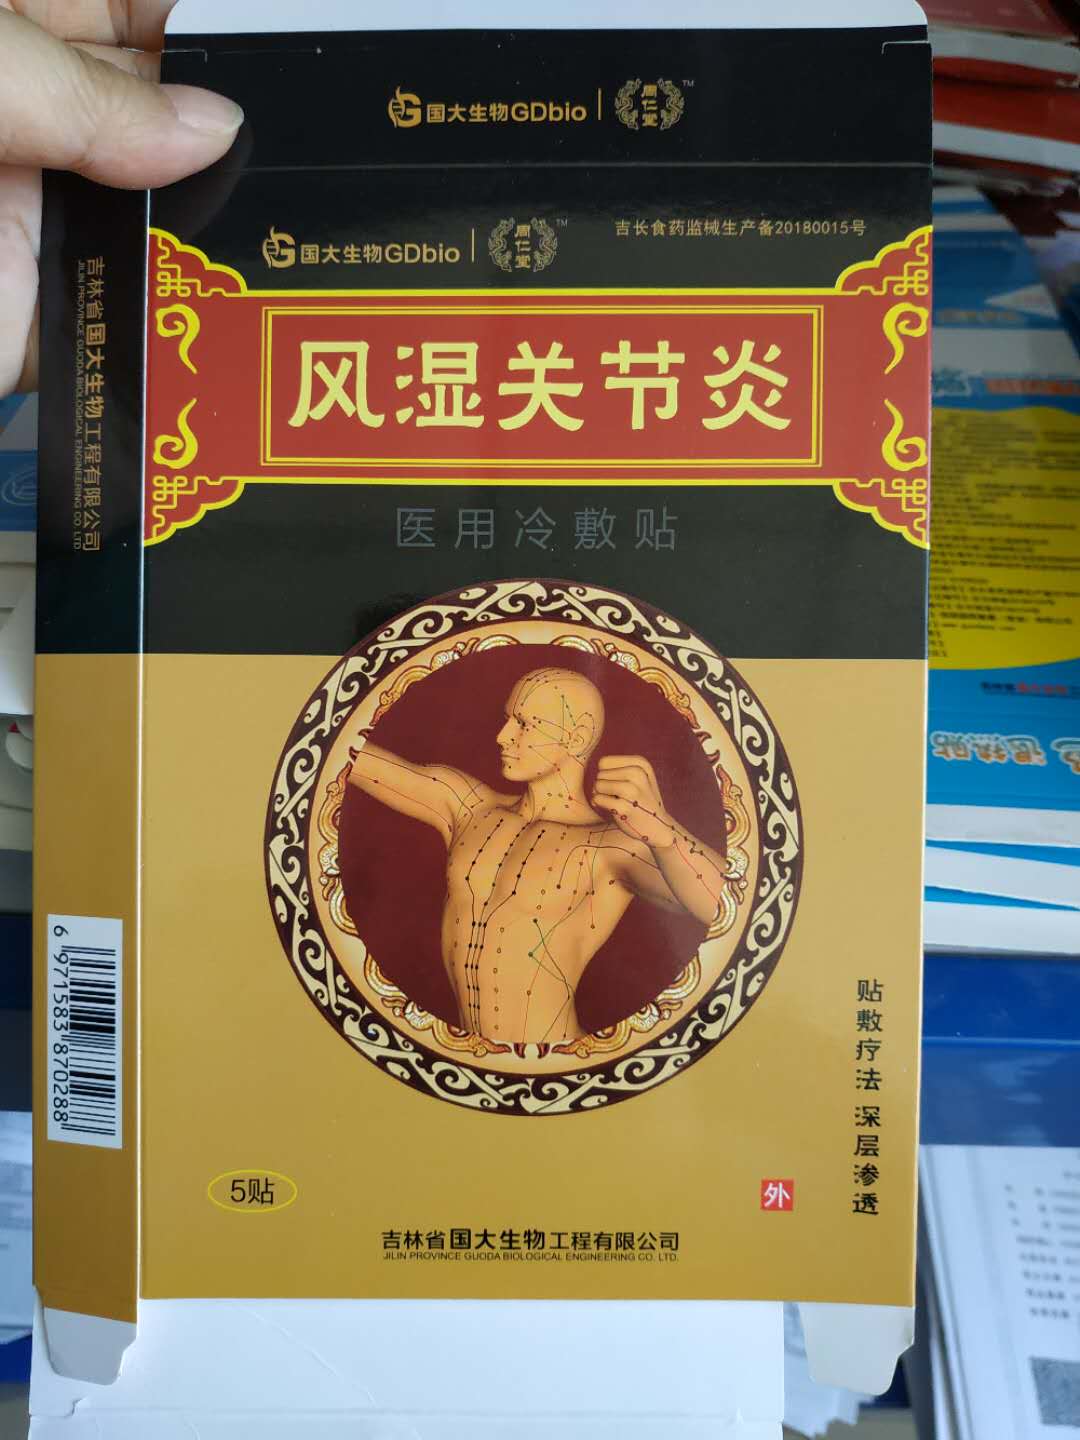 国大生物GDbio
周仁堂
TM
国大生物GDbio
周仁堂
TM
吉长食药监械生产备20180015号
风湿关节炎
医用冷敷贴
贴敷疗法 深层渗透
5贴
外
吉林省国大生物工程有限公司
JILIN PROVINCE GUODA BIOLOGICAL ENGINEERING CO. LTD.
吉林省国大生物工程有限公司
JILIN PROVINCE GUODA BIOLOGICAL ENGINEERING CO. LTD.
6 971583 870288